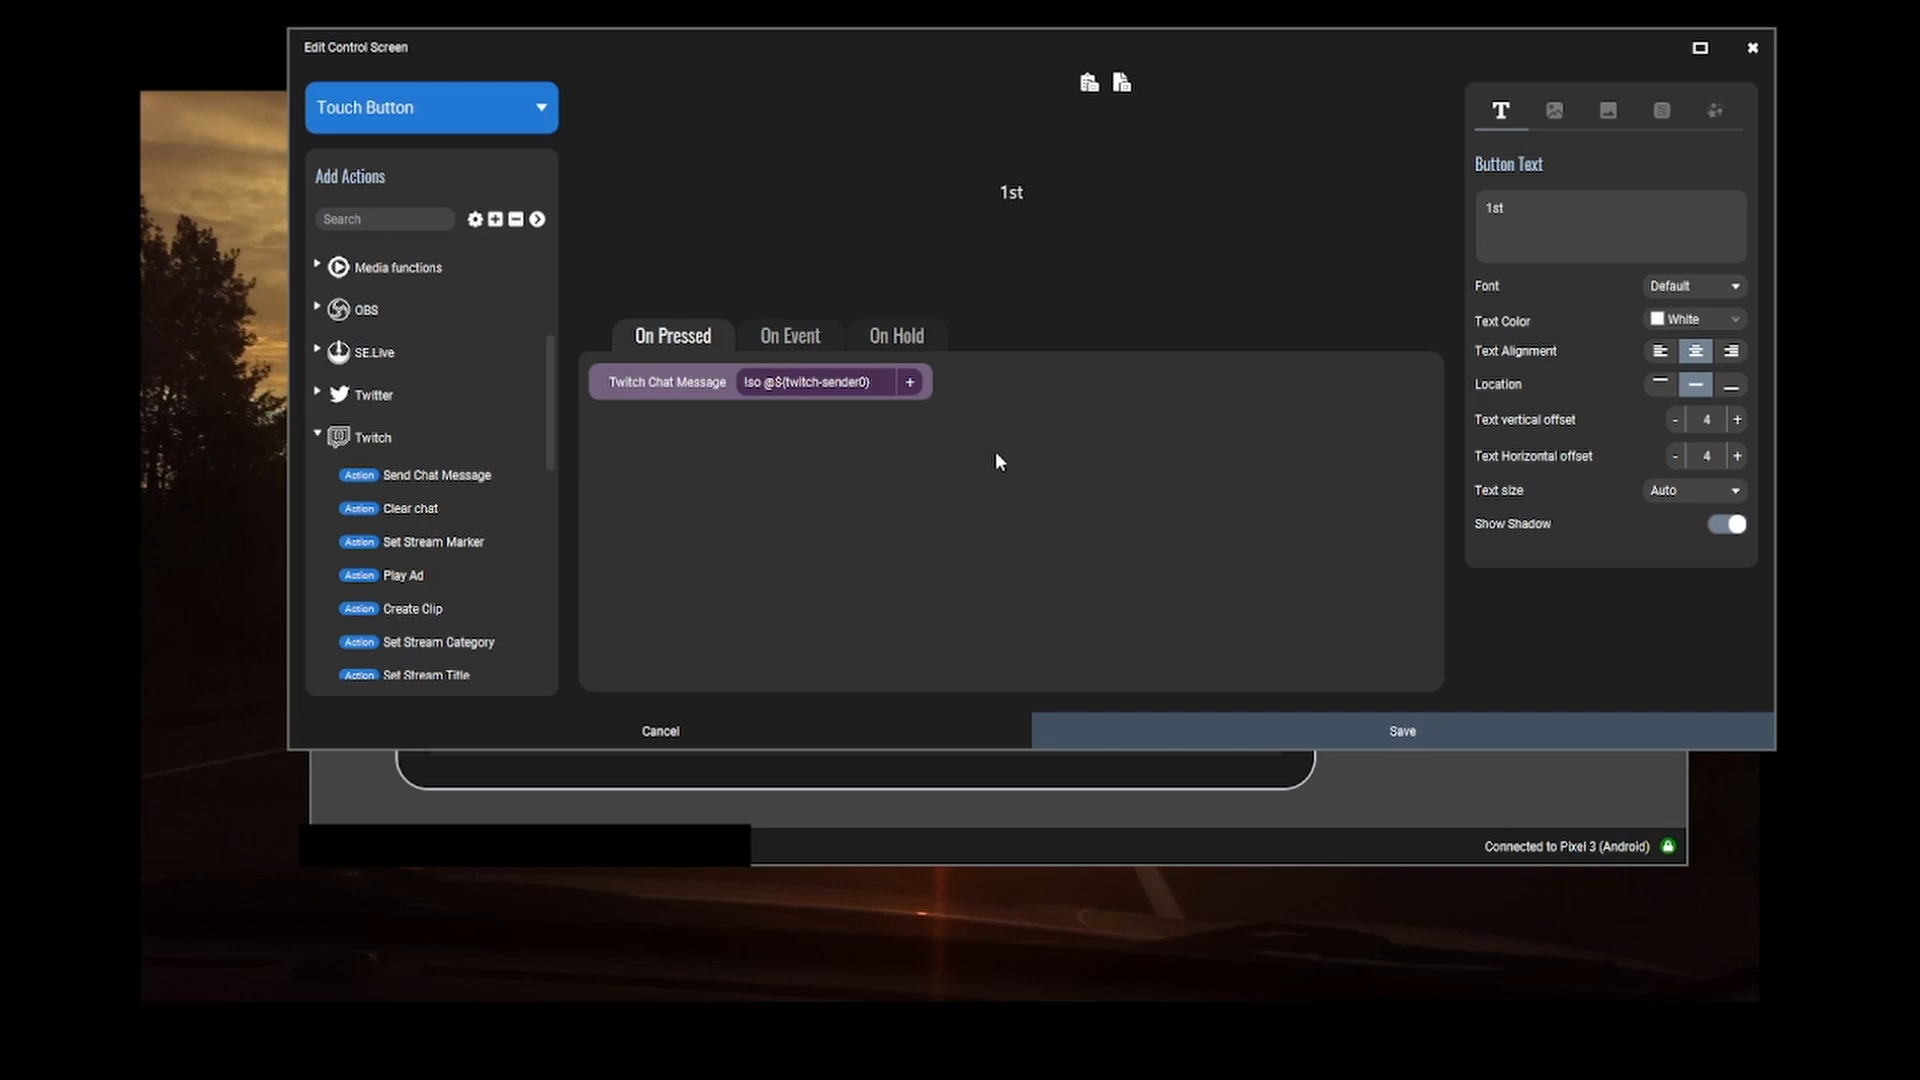 Edit Control Screen
Touch Button
Add Actions
Search
Media functions
OBS
SE.Live
Twitter
Twitch
Action Send Chat Message
Action Clear chat
Action Set Stream Marker
Action Play Ad
Action Create Clip
Action Set Stream Category
Action Set Stream Title
1st
On Pressed On Event On Hold
Twitch Chat Message !so @${twitch-sender0} +
T
Button Text
1st
Font Default
Text Color White
Text Alignment
Location
Text vertical offset - 4 +
Text Horizontal offset - 4 +
Text size Auto
Show Shadow
Cancel Save
Connected to Pixel 3 (Android)